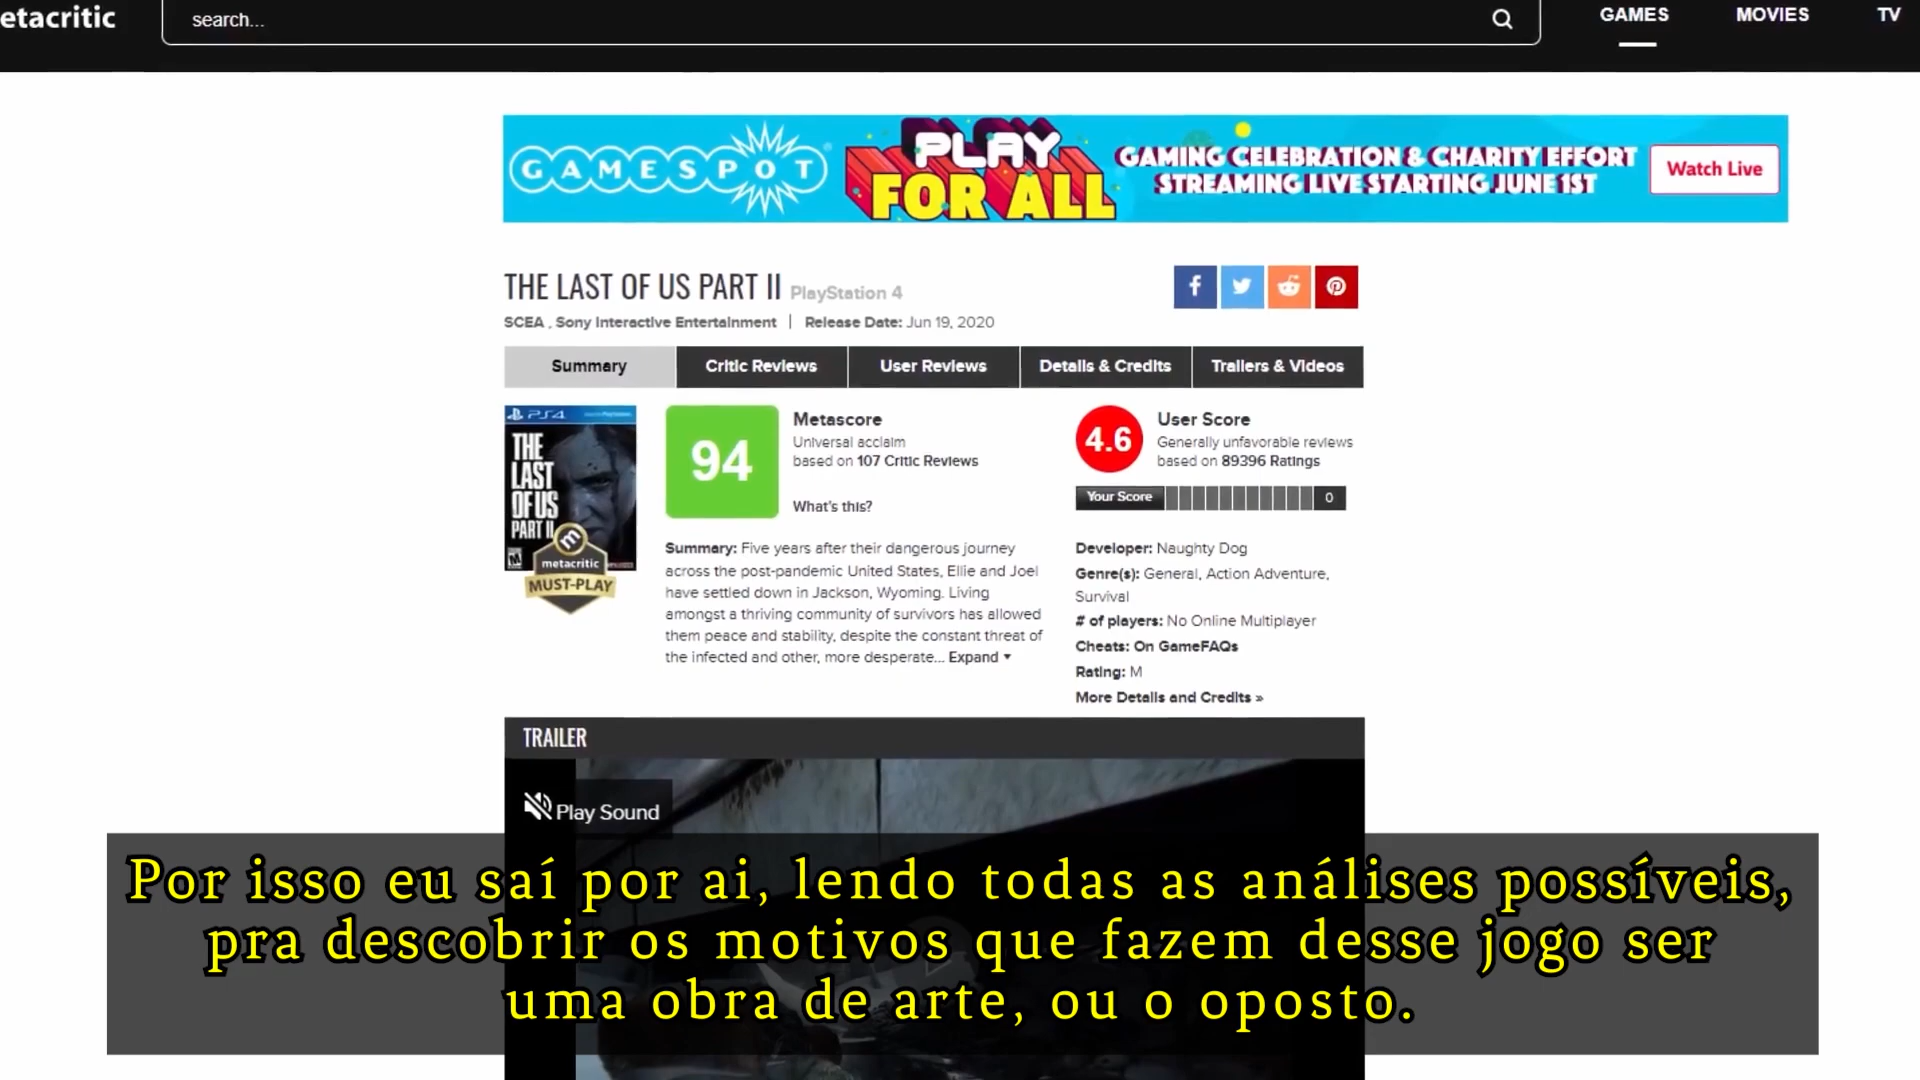 etacritic
search...
GAMES
MOVIES
TV
GAMESPOT
PLAY
FOR ALL
GAMING CELEBRATION & CHARITY EFFORT
STREAMING LIVE STARTING JUNE 1ST
Watch Live
THE LAST OF US PART II PlayStation 4
SCEA , Sony Interactive Entertainment | Release Date: Jun 19, 2020
Summary
Critic Reviews
User Reviews
Details & Credits
Trailers & Videos
PS4
THE
LAST
OF US
PART II
metacritic
MUST-PLAY
94
Metascore
Universal acclaim
based on 107 Critic Reviews
What's this?
4.6
User Score
Generally unfavorable reviews
based on 89396 Ratings
Your Score
0
Summary: Five years after their dangerous journey
across the post-pandemic United States, Ellie and Joel
have settled down in Jackson, Wyoming. Living
amongst a thriving community of survivors has allowed
them peace and stability, despite the constant threat of
the infected and other, more desperate... Expand ▾
Developer: Naughty Dog
Genre(s): General, Action Adventure,
Survival
# of players: No Online Multiplayer
Cheats: On GameFAQs
Rating: M
More Details and Credits »
TRAILER
Play Sound
Por isso eu saí por ai, lendo todas as análises possíveis,
pra descobrir os motivos que fazem desse jogo ser
uma obra de arte, ou o oposto.